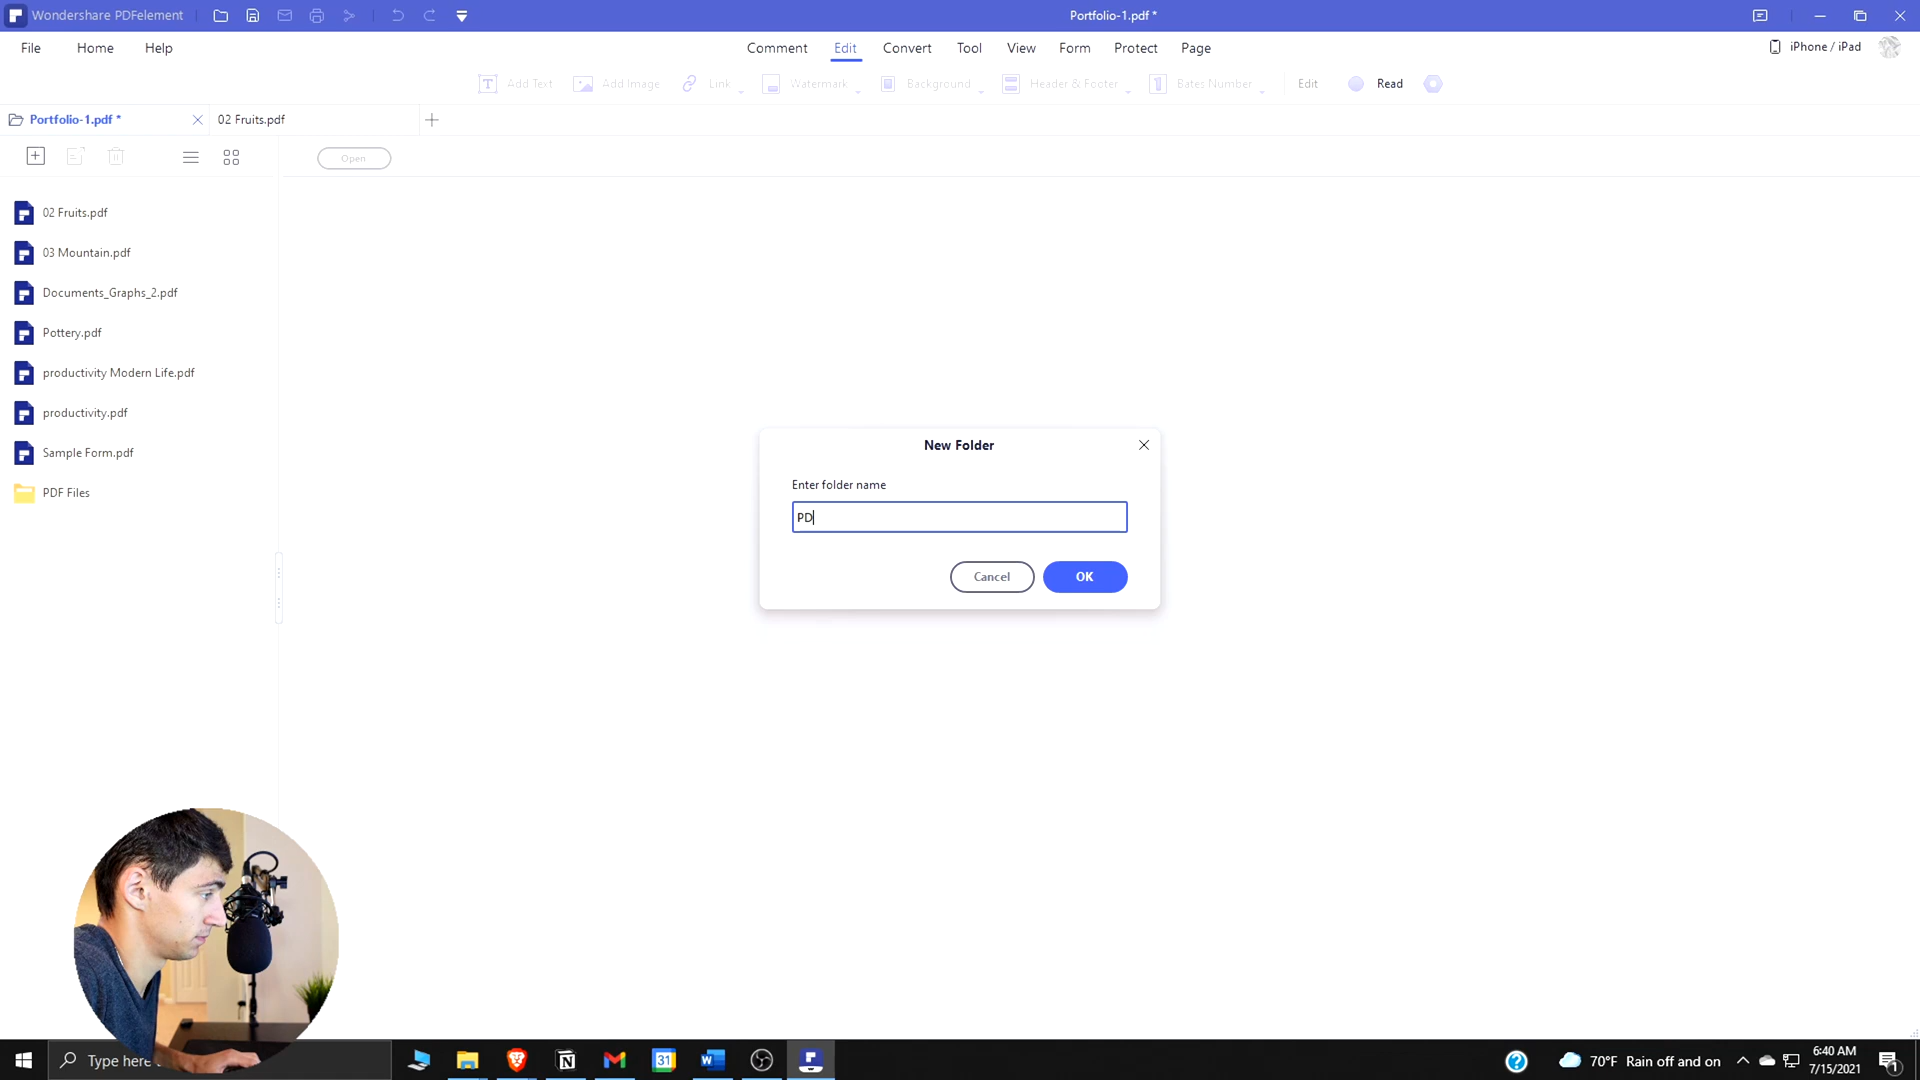 Wondershare PDFelement
Portfolio-1.pdf *
File Home Help
Comment Edit Convert Tool View Form Protect Page
iPhone / iPad
Add Text Add Image Link Watermark Background Header & Footer Bates Number Edit Read
Portfolio-1.pdf *
02 Fruits.pdf
Open
02 Fruits.pdf
03 Mountain.pdf
Documents_Graphs_2.pdf
Pottery.pdf
productivity Modern Life.pdf
productivity.pdf
Sample Form.pdf
PDF Files
New Folder
Enter folder name
PD
Cancel OK
Type here
31
W
70°F Rain off and on
6:40 AM
7/15/2021
1